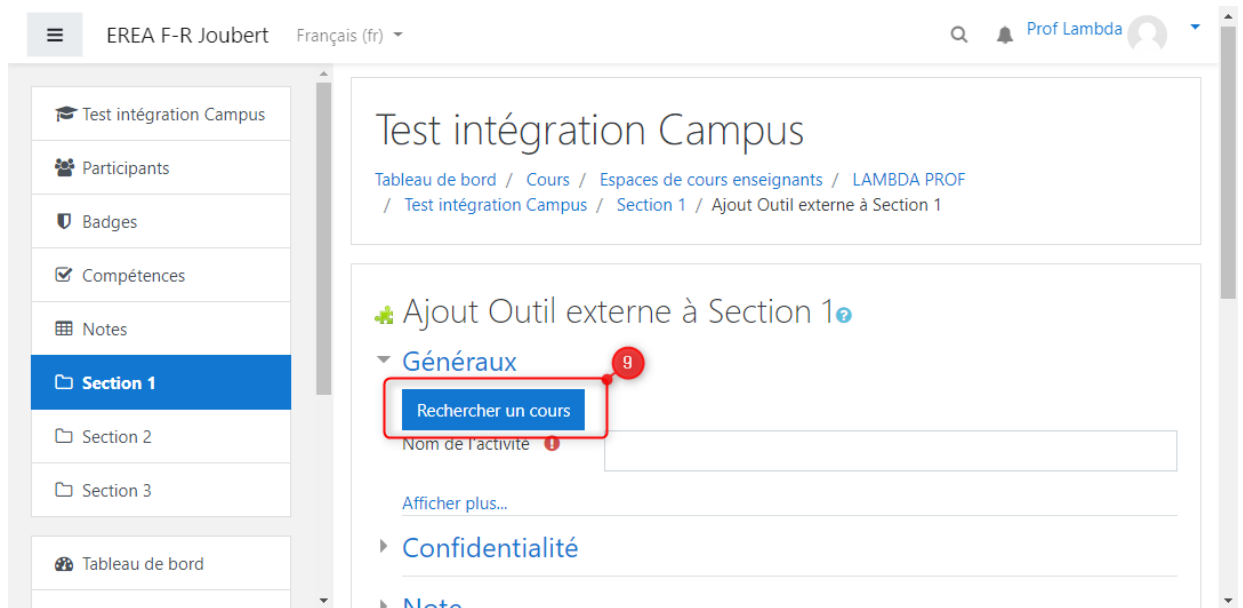 EREA F-R Joubert Français (fr) Prof Lambda
Test intégration Campus
Participants
Badges
Compétences
Notes
Section 1
Section 2
Section 3
Tableau de bord
Test intégration Campus
Tableau de bord / Cours / Espaces de cours enseignants / LAMBDA PROF
/ Test intégration Campus / Section 1 / Ajout Outil externe à Section 1
Ajout Outil externe à Section 1
Généraux
9
Rechercher un cours
Nom de l'activité
Afficher plus...
Confidentialité
Note